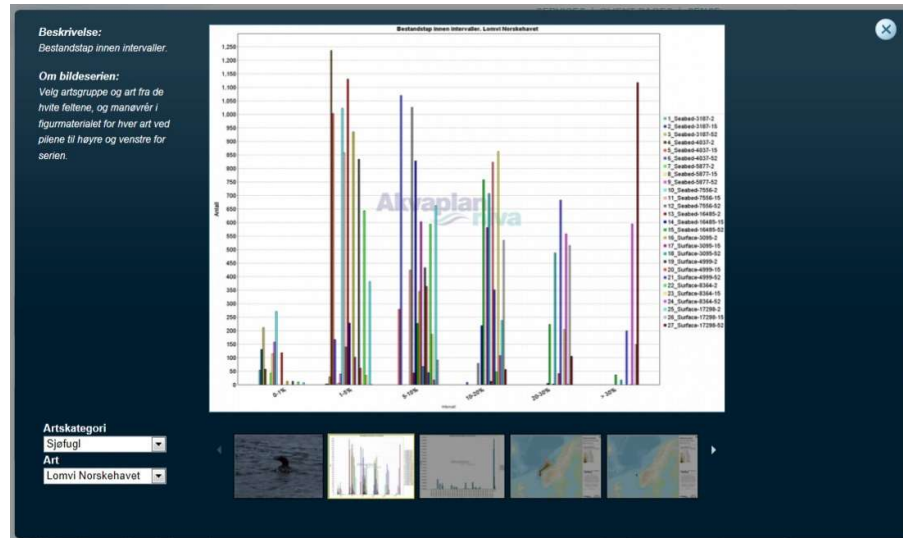 Beskrivelse:
Bestandstap innen intervaller.
Om bildeserien:
Velg artsgruppe og art fra de
hvite feltene, og manøvrér i
figurmaterialet for hver art ved
pilene til høyre og venstre for
serien.
Bestandstap innen intervaller. Lomvi Norskehavet
1,250
1,200
1,150
1,100
1,050
1,000
950
900
850
800
750
700
650
600
550
500
450
400
350
300
250
200
150
100
50
0
Antall
0-1%
1-5%
5-10%
10-20%
20-30%
> 30%
Intervall
Akvaplan
niva
1_Seabed-3187-2
2_Seabed-3187-15
3_Seabed-3187-52
4_Seabed-4037-2
5_Seabed-4037-15
6_Seabed-4037-52
7_Seabed-5877-2
8_Seabed-5877-15
9_Seabed-5877-52
10_Seabed-7556-2
11_Seabed-7556-15
12_Seabed-7556-52
13_Seabed-16485-2
14_Seabed-16485-15
15_Seabed-16485-52
16_Surface-3095-2
17_Surface-3095-15
18_Surface-3095-52
19_Surface-4999-2
20_Surface-4999-15
21_Surface-4999-52
22_Surface-8364-2
23_Surface-8364-15
24_Surface-8364-52
25_Surface-17298-2
26_Surface-17298-15
27_Surface-17298-52
Artskategori
Sjøfugl
Art
Lomvi Norskehavet